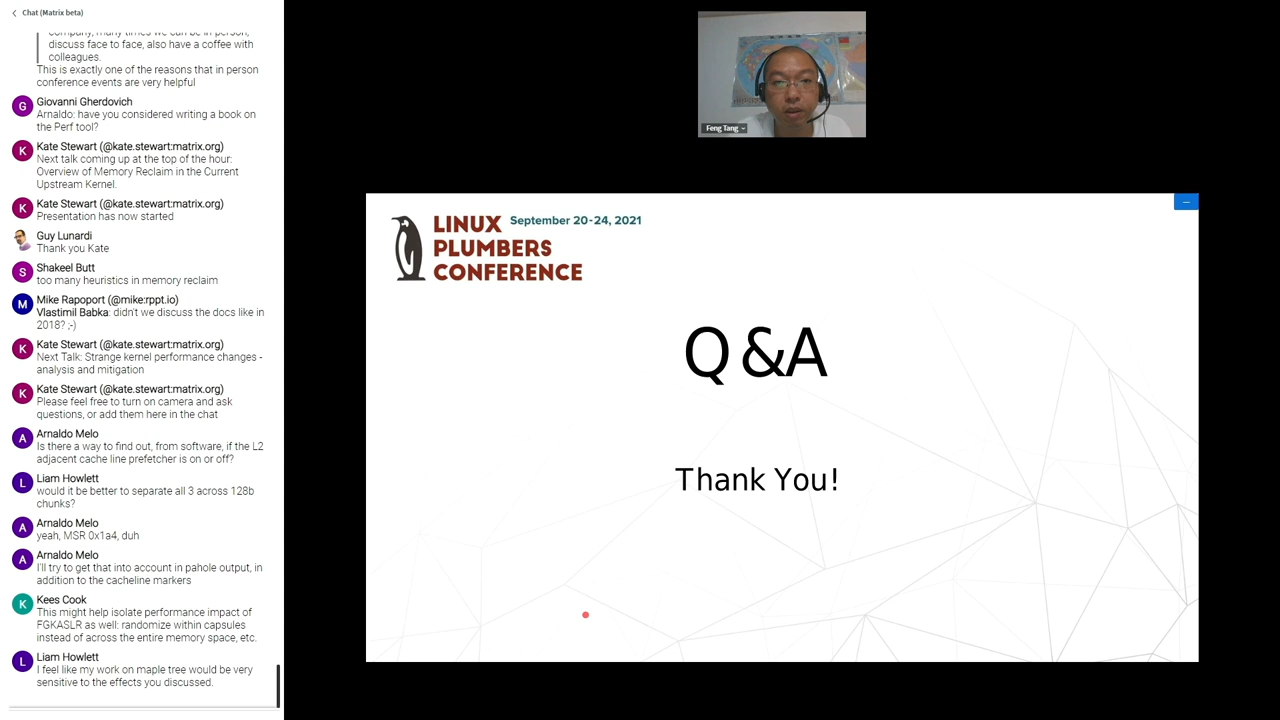 Chat (Matrix beta)
company, many times we can be in person,
discuss face to face, also have a coffee with
colleagues.
This is exactly one of the reasons that in person
conference events are very helpful
G
Giovanni Gherdovich
Arnaldo: have you considered writing a book on
the Perf tool?
K
Kate Stewart (@kate.stewart:matrix.org)
Next talk coming up at the top of the hour:
Overview of Memory Reclaim in the Current
Upstream Kernel.
K
Kate Stewart (@kate.stewart:matrix.org)
Presentation has now started
Guy Lunardi
Thank you Kate
S
Shakeel Butt
too many heuristics in memory reclaim
M
Mike Rapoport (@mike:rppt.io)
Vlastimil Babka: didn't we discuss the docs like in
2018? ;-)
K
Kate Stewart (@kate.stewart:matrix.org)
Next Talk: Strange kernel performance changes -
analysis and mitigation
K
Kate Stewart (@kate.stewart:matrix.org)
Please feel free to turn on camera and ask
questions, or add them here in the chat
A
Arnaldo Melo
Is there a way to find out, from software, if the L2
adjacent cache line prefetcher is on or off?
L
Liam Howlett
would it be better to separate all 3 across 128b
chunks?
A
Arnaldo Melo
yeah, MSR 0x1a4, duh
A
Arnaldo Melo
I'll try to get that into account in pahole output, in
addition to the cacheline markers
K
Kees Cook
This might help isolate performance impact of
FGKASLR as well: randomize within capsules
instead of across the entire memory space, etc.
L
Liam Howlett
I feel like my work on maple tree would be very
sensitive to the effects you discussed.
Feng Tang
LINUX September 20-24, 2021
PLUMBERS
CONFERENCE
Q &A
Thank You!